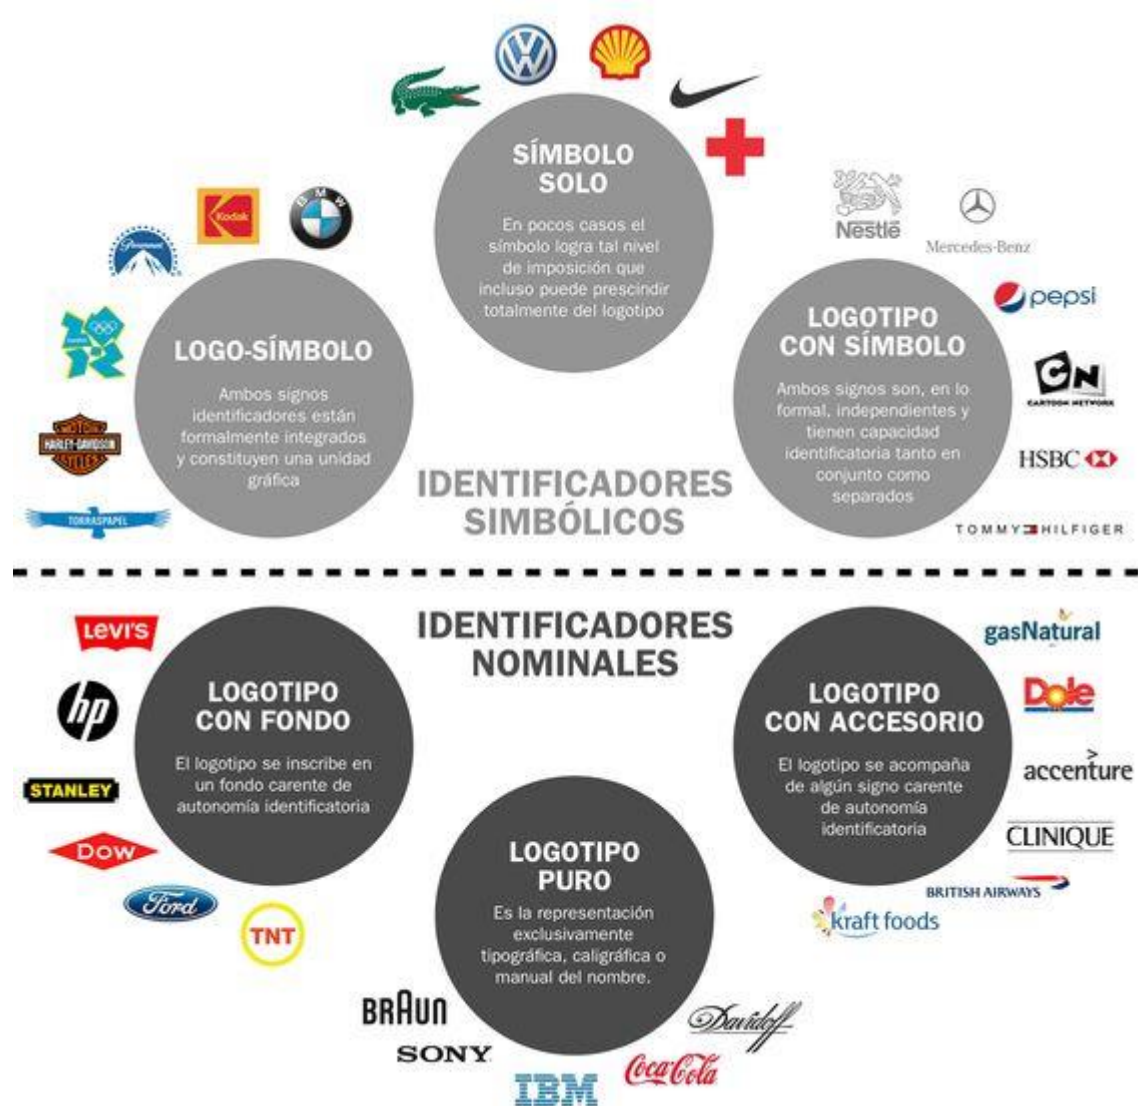 SÍMBOLO
SOLO
En pocos casos el
símbolo logra tal nivel
de imposición que
incluso puede prescindir
totalmente del logotipo
Paramount
Kodak
BMW
LOGO-SÍMBOLO
Ambos signos
identificadores están
formalmente integrados
y constituyen una unidad
gráfica
MOTOR
HARLEY-DAVIDSON
CYCLES
TORRASPAPEL
Nestlé
Mercedes-Benz
pepsi
LOGOTIPO
CON SÍMBOLO
Ambos signos son, en lo
formal, independientes y
tienen capacidad
identificatoria tanto en
conjunto como
separados
CN
CARTOON NETWORK
HSBC
TOMMY HILFIGER
IDENTIFICADORES
SIMBÓLICOS
IDENTIFICADORES
NOMINALES
LEVI'S
hp
STANLEY
DOW
Ford
TNT
LOGOTIPO
CON FONDO
El logotipo se inscribe en
un fondo carente de
autonomía identificatoria
LOGOTIPO
CON ACCESORIO
El logotipo se acompaña
de algún signo carente
de autonomía
identificatoria
gasNatural
Dole
accenture
CLINIQUE
BRITISH AIRWAYS
kraft foods
LOGOTIPO
PURO
Es la representación
exclusivamente
tipográfica, caligráfica o
manual del nombre.
BRAUN
SONY
IBM
Coca-Cola
Davidoff